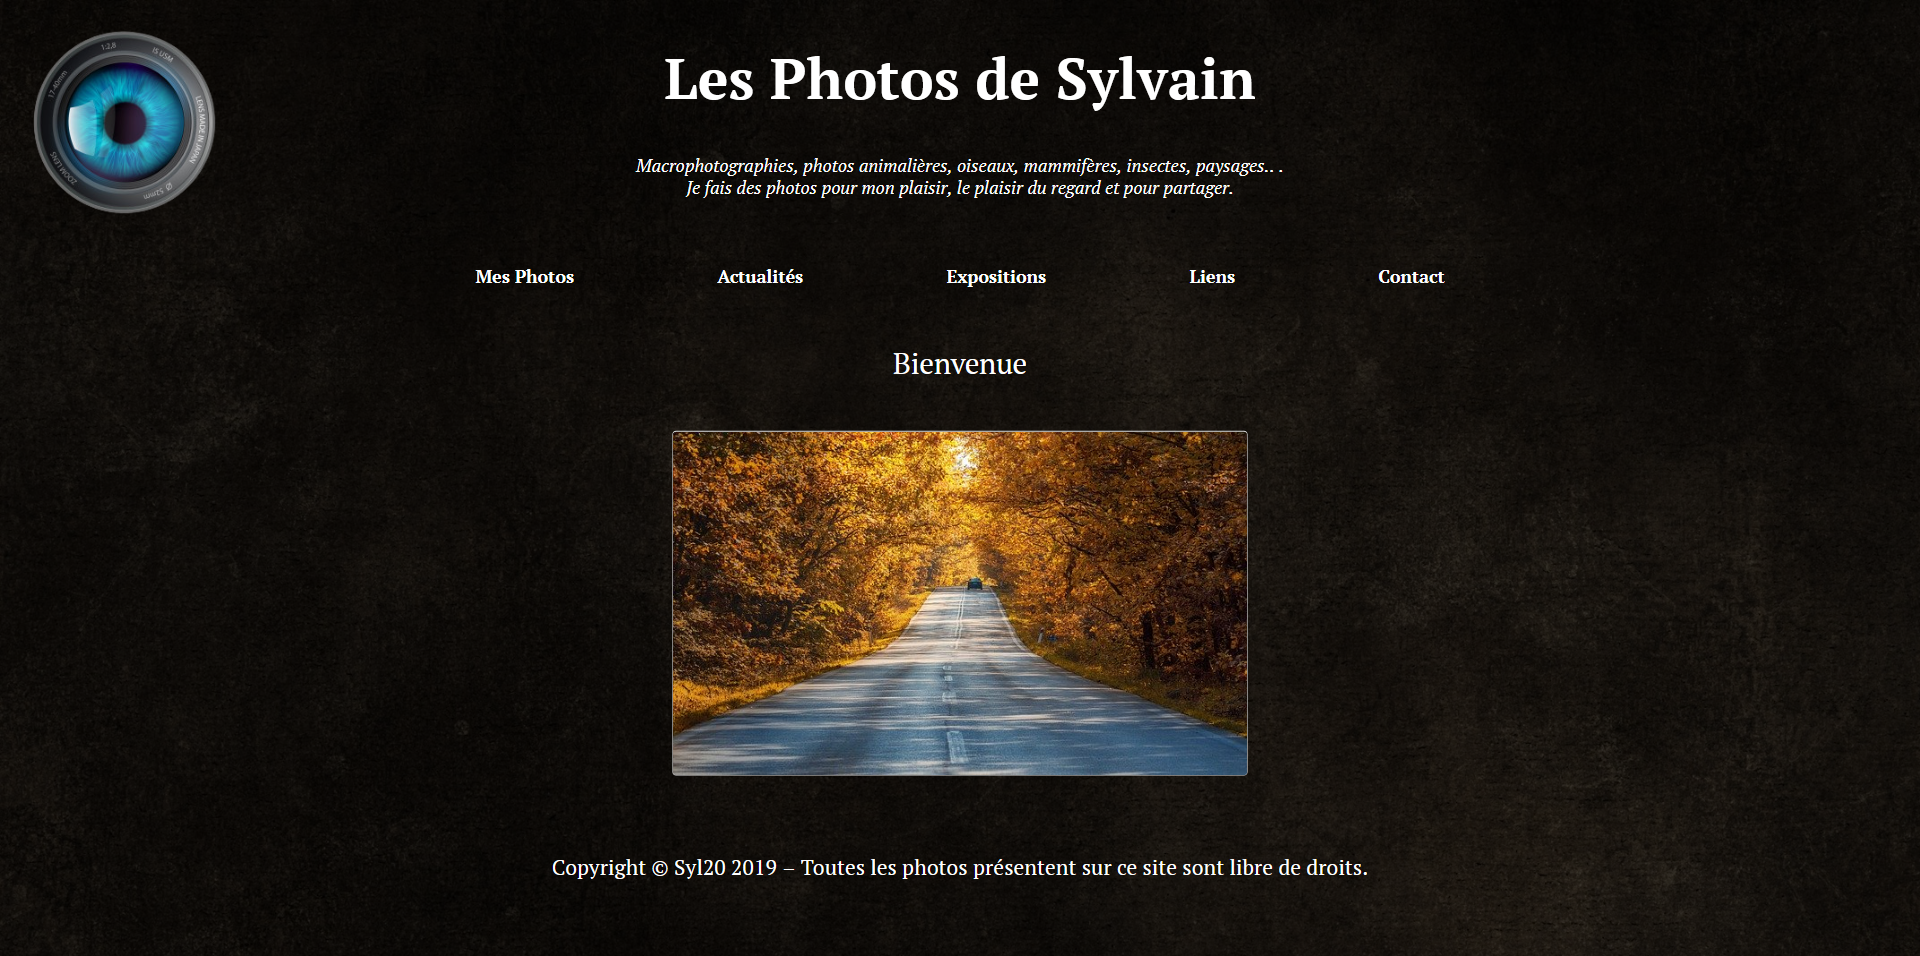 1:2,8
IS USM
17-40mm
LENS MADE IN JAPAN
ZOOM LENS
Ø 52mm
Les Photos de Sylvain
Macrophotographies, photos animalières, oiseaux, mammifères, insectes, paysages.. .
Je fais des photos pour mon plaisir, le plaisir du regard et pour partager.
Mes Photos Actualités Expositions Liens Contact
Bienvenue
Copyright © Syl20 2019 – Toutes les photos présentent sur ce site sont libre de droits.